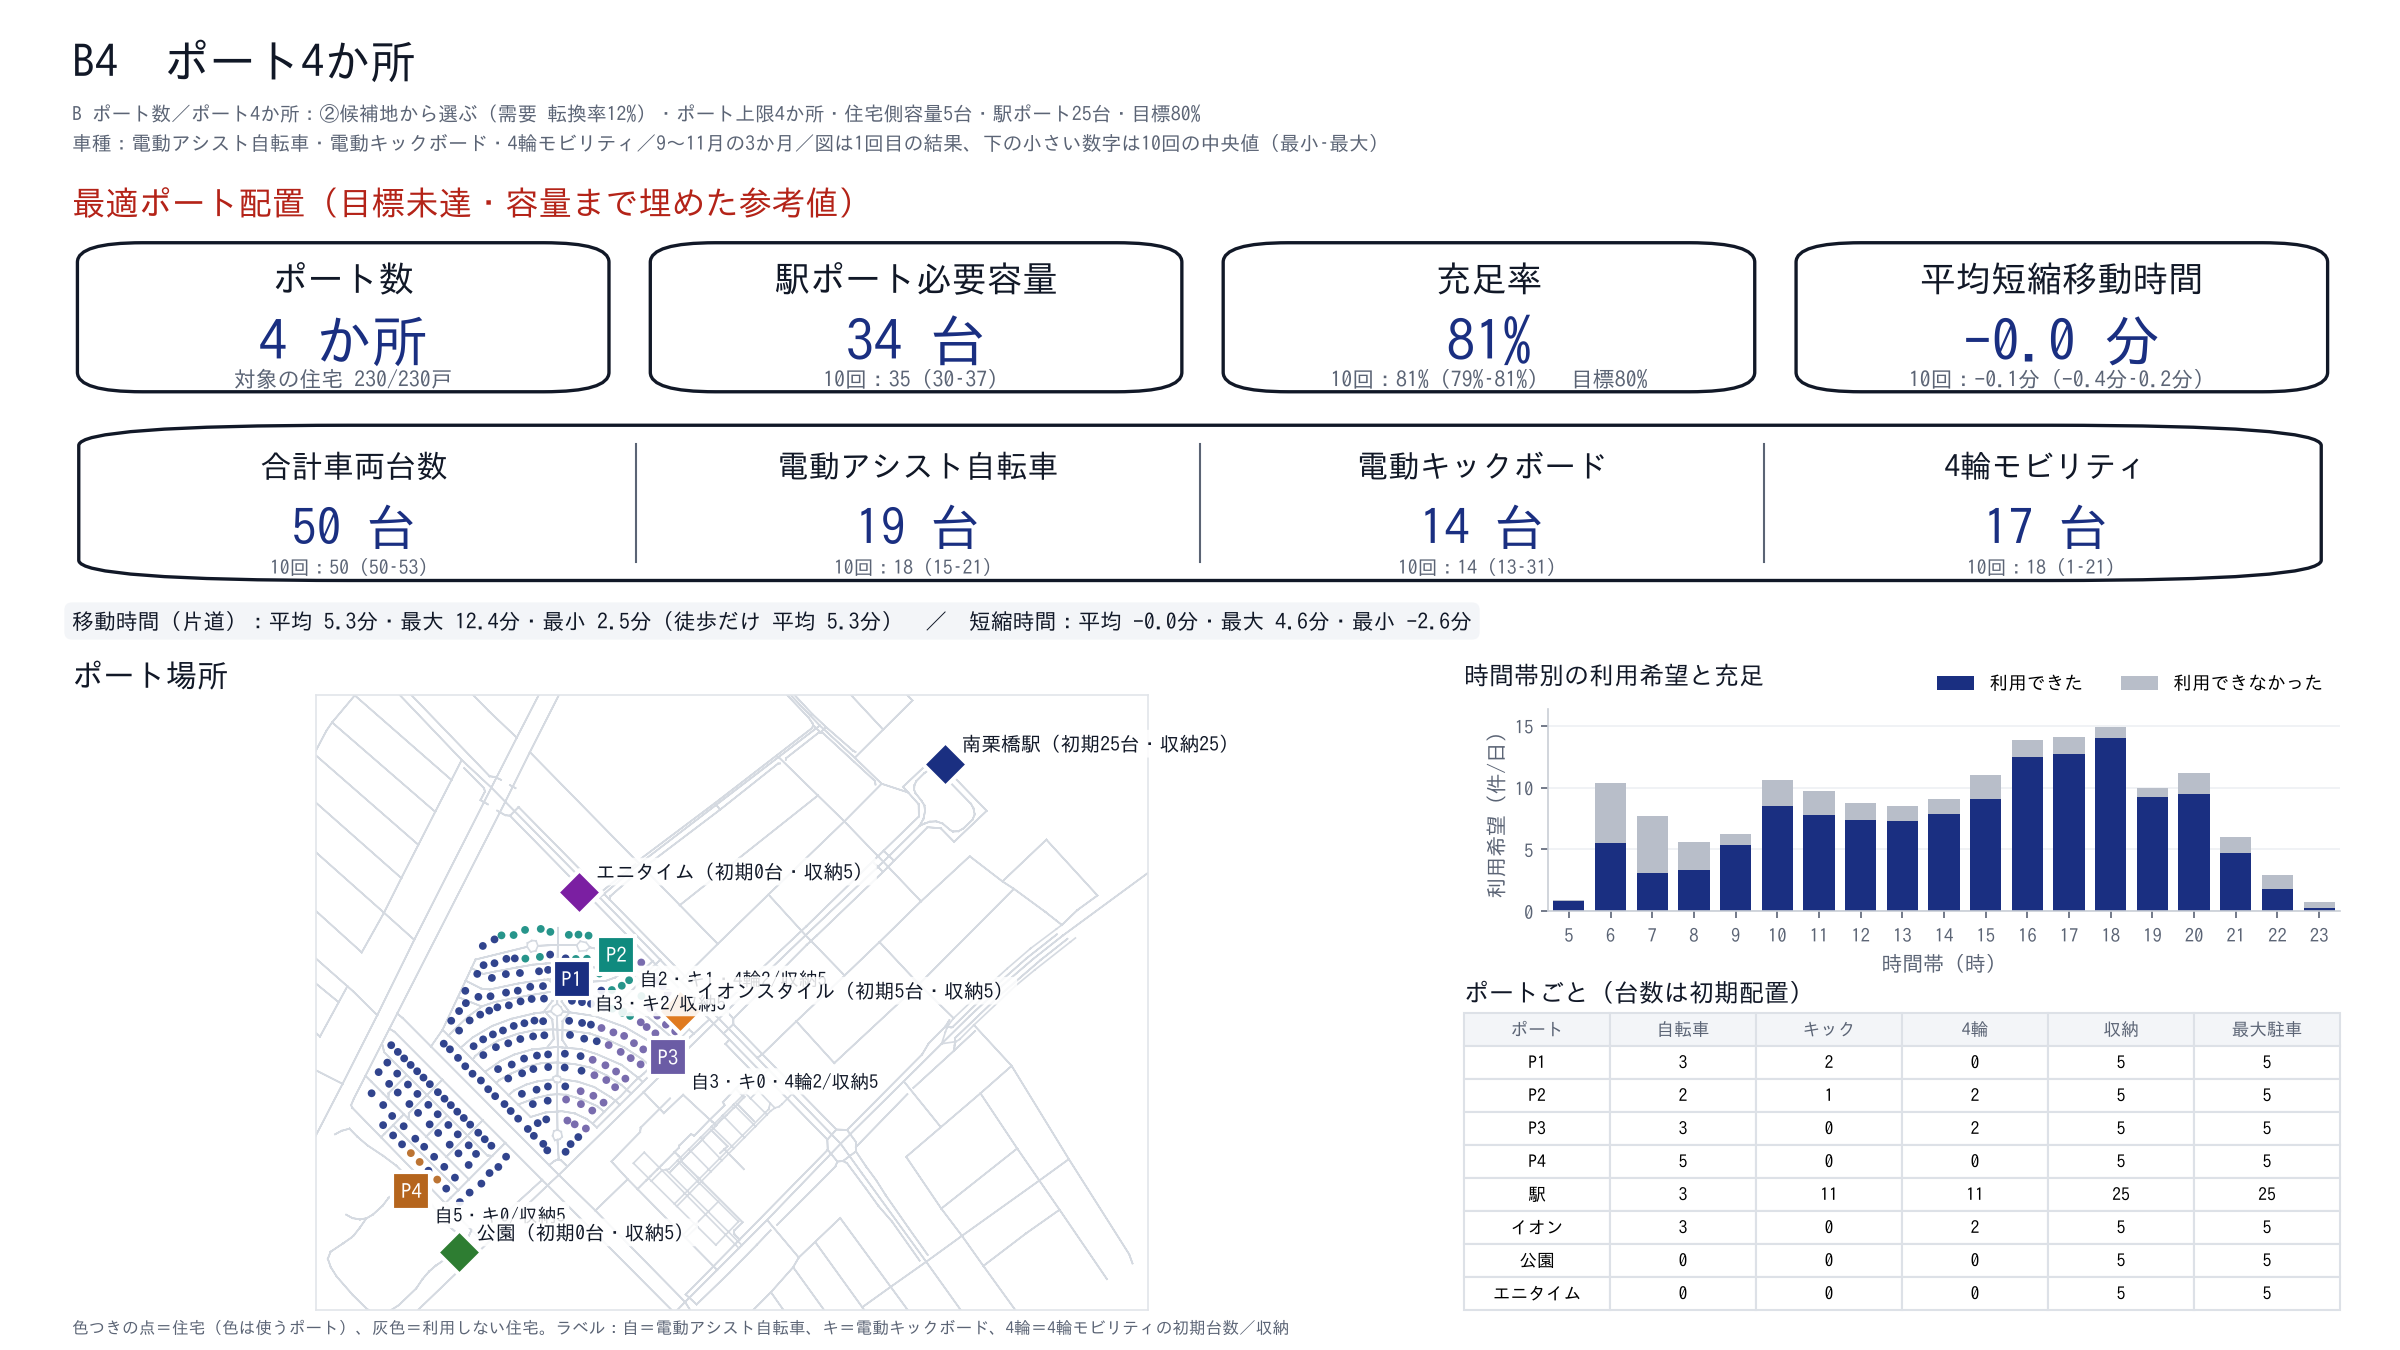 B4　ポート4か所
B ポート数／ポート4か所：②候補地から選ぶ（需要 転換率12%）・ポート上限4か所・住宅側容量5台・駅ポート25台・目標80%
車種：電動アシスト自転車・電動キックボード・4輪モビリティ／9〜11月の3か月／図は1回目の結果、下の小さい数字は10回の中央値（最小-最大）
最適ポート配置（目標未達・容量まで埋めた参考値）
ポート数
4 か所
対象の住宅 230/230戸
駅ポート必要容量
34 台
10回：35（30-37）
充足率
81%
10回：81%（79%-81%）　目標80%
平均短縮移動時間
-0.0 分
10回：-0.1分（-0.4分-0.2分）
合計車両台数
50 台
10回：50（50-53）
電動アシスト自転車
19 台
10回：18（15-21）
電動キックボード
14 台
10回：14（13-31）
4輪モビリティ
17 台
10回：18（1-21）
移動時間（片道）：平均 5.3分・最大 12.4分・最小 2.5分（徒歩だけ 平均 5.3分）　／　短縮時間：平均 -0.0分・最大 4.6分・最小 -2.6分
ポート場所
南栗橋駅（初期25台・収納25）
エニタイム（初期0台・収納5）
P2
P1
自2・キ1・4輪2/収納5
イオンスタイル（初期5台・収納5）
自3・キ2/収納5
P3
自3・キ0・4輪2/収納5
P4
自5・キ0/収納5
公園（初期0台・収納5）
色つきの点＝住宅（色は使うポート）、灰色＝利用しない住宅。ラベル：自＝電動アシスト自転車、キ＝電動キックボード、4輪＝4輪モビリティの初期台数／収納
時間帯別の利用希望と充足
利用できた　利用できなかった
利用希望（件/日）
15
10
5
0
5 6 7 8 9 10 11 12 13 14 15 16 17 18 19 20 21 22 23
時間帯（時）
ポートごと（台数は初期配置）
ポート 自転車 キック 4輪 収納 最大駐車
P1 3 2 0 5 5
P2 2 1 2 5 5
P3 3 0 2 5 5
P4 5 0 0 5 5
駅 3 11 11 25 25
イオン 3 0 2 5 5
公園 0 0 0 5 5
エニタイム 0 0 0 5 5